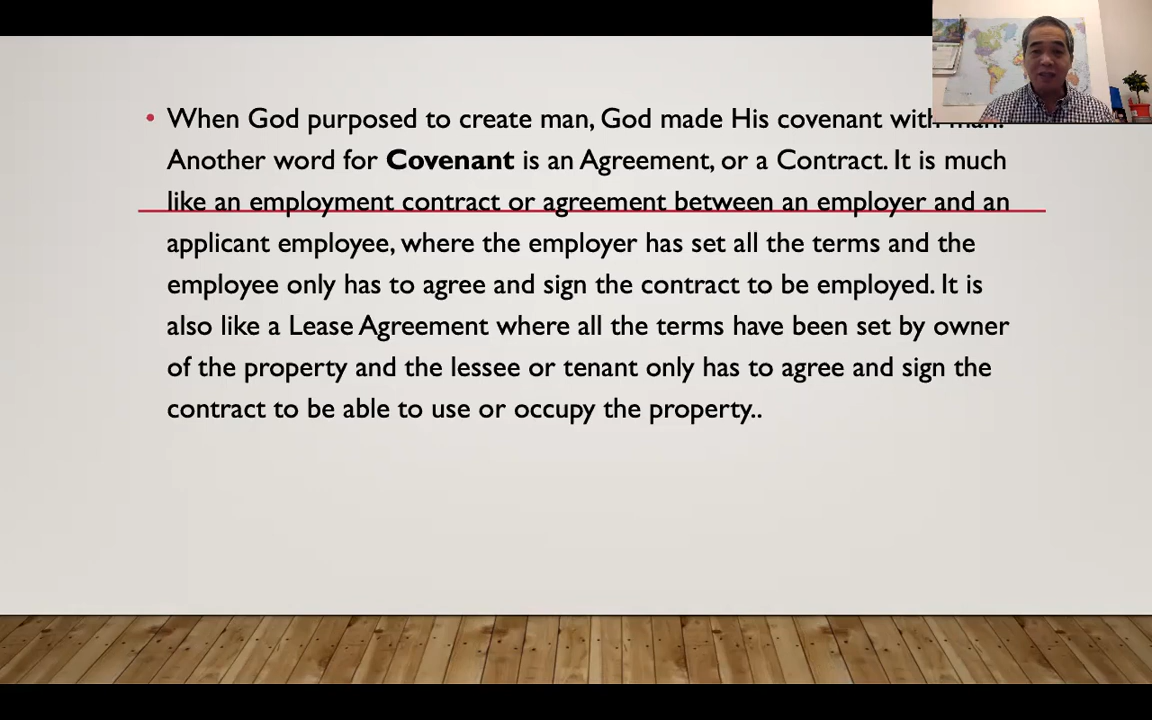 • When God purposed to create man, God made His covenant with man.
Another word for Covenant is an Agreement, or a Contract. It is much
like an employment contract or agreement between an employer and an
applicant employee, where the employer has set all the terms and the
employee only has to agree and sign the contract to be employed. It is
also like a Lease Agreement where all the terms have been set by owner
of the property and the lessee or tenant only has to agree and sign the
contract to be able to use or occupy the property..